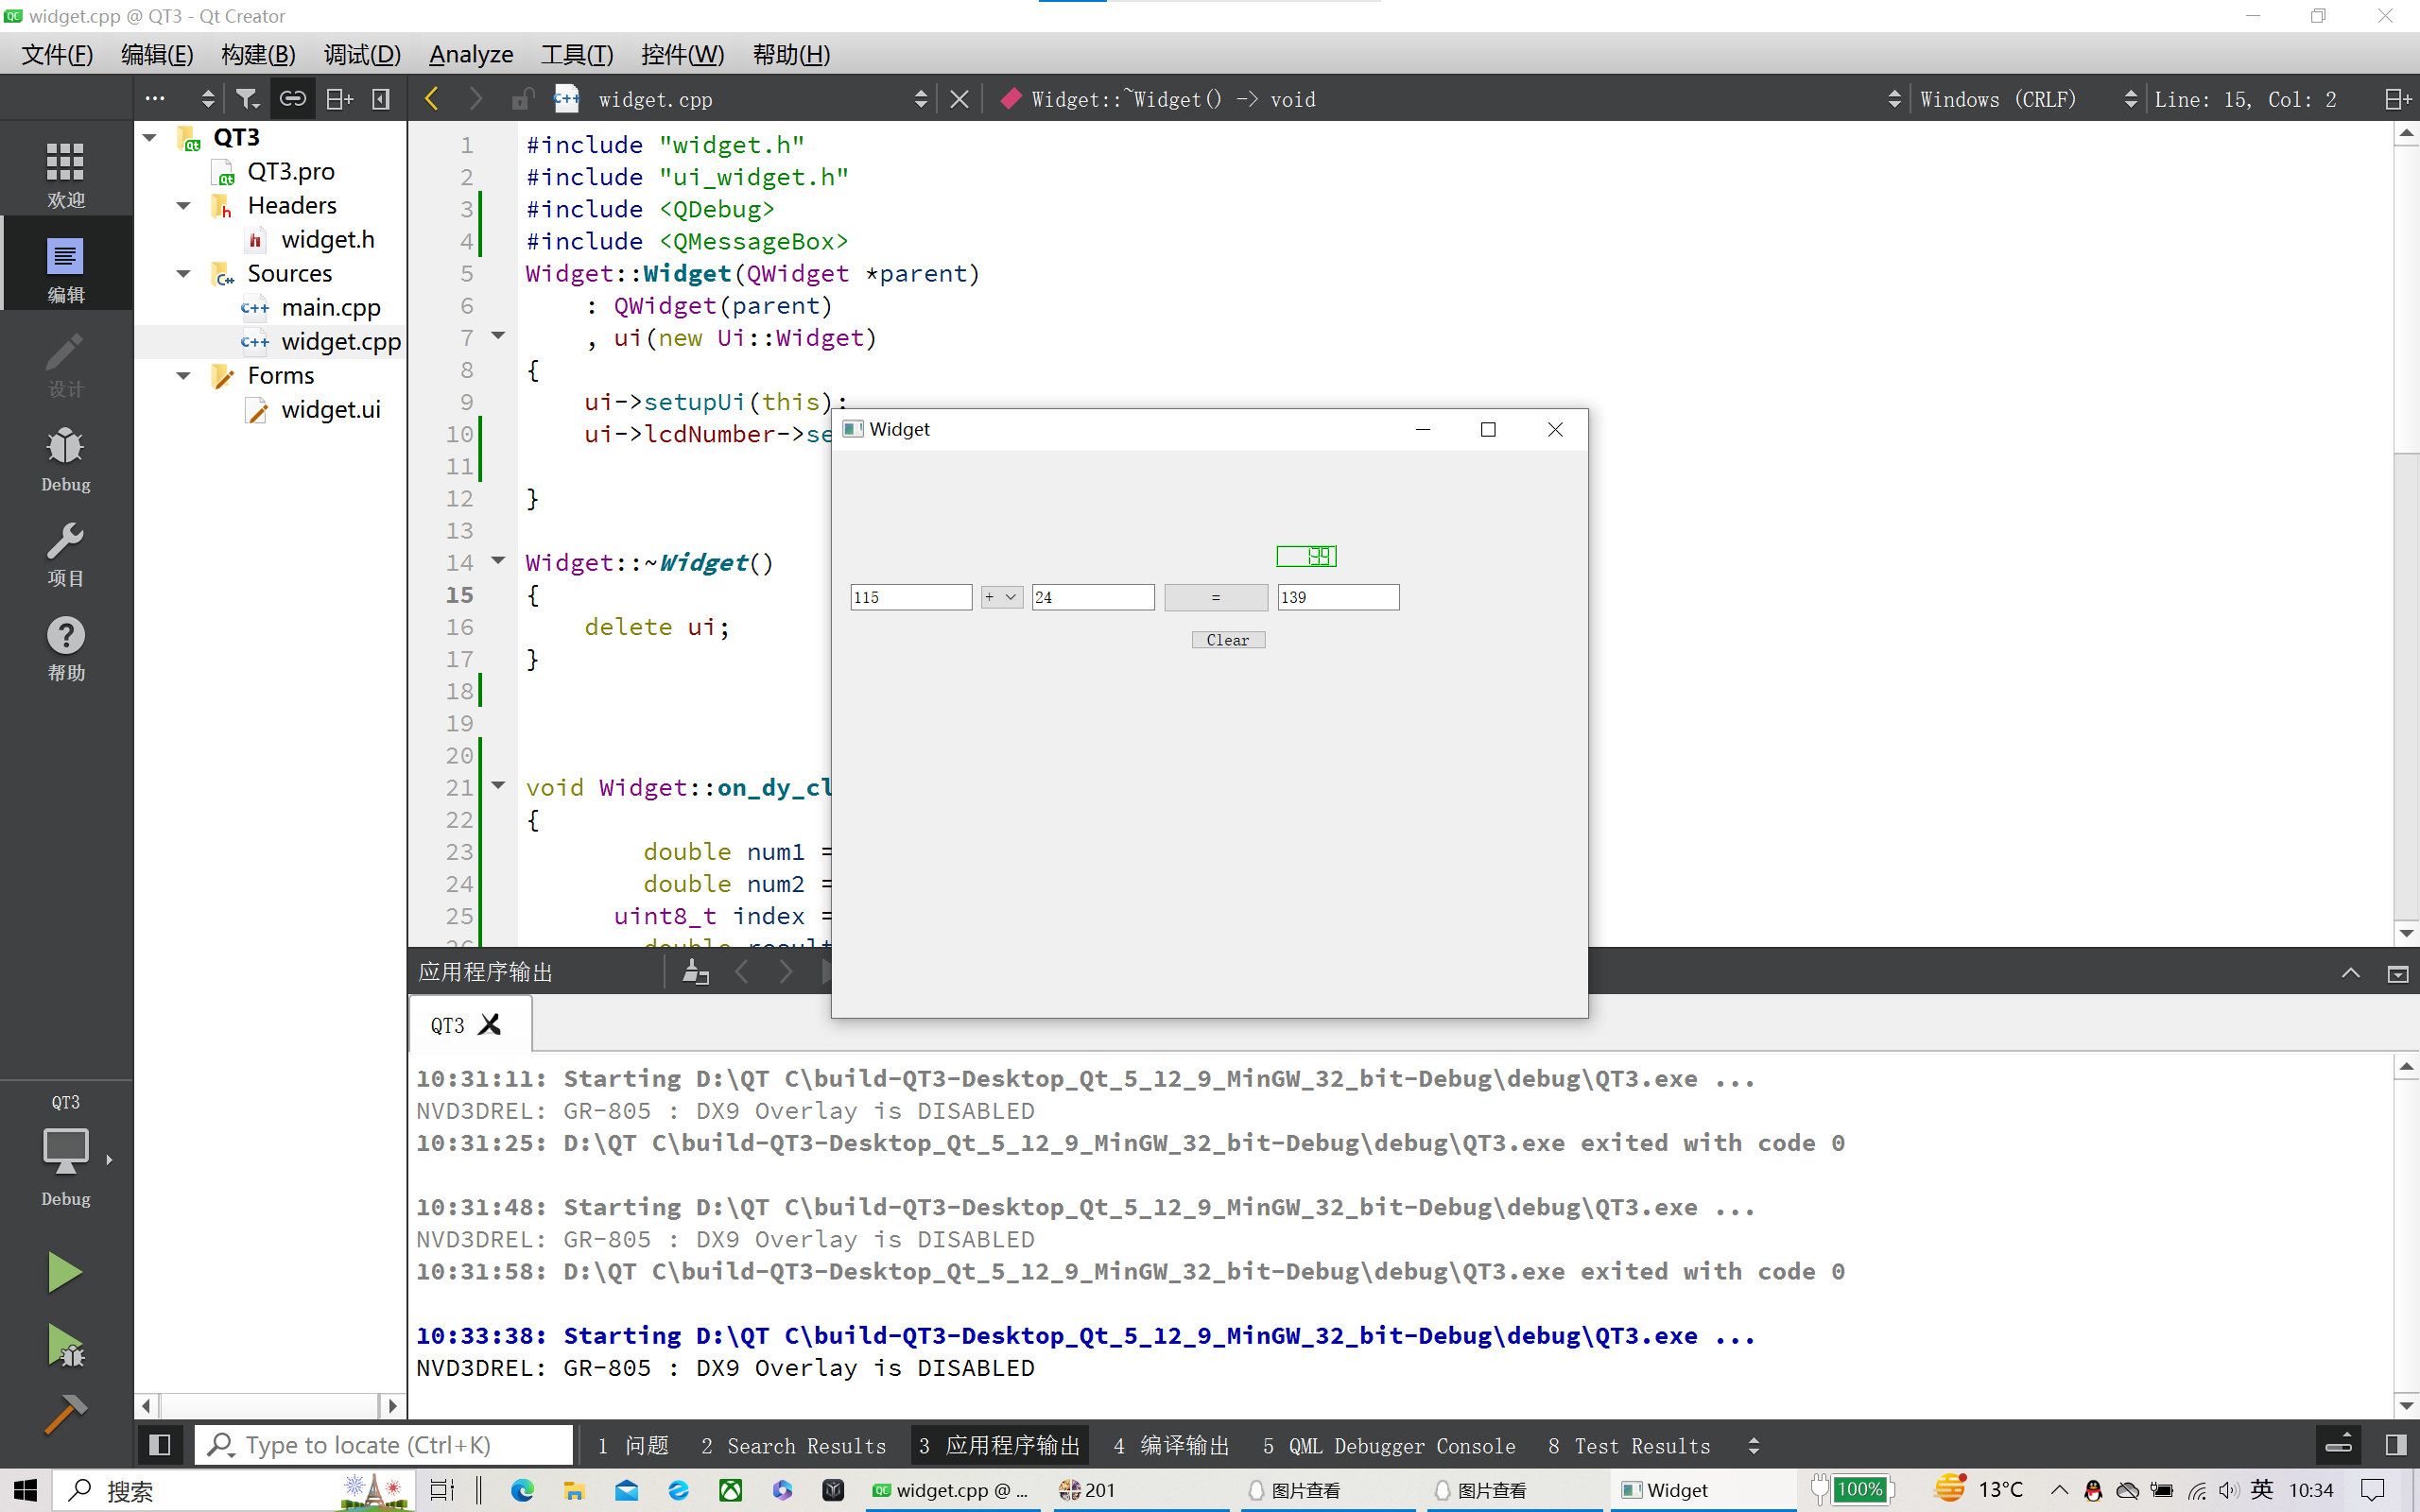 widget.cpp @ QT3 - Qt Creator
文件(F) 编辑(E) 构建(B) 调试(D) Analyze 工具(T) 控件(W) 帮助(H)
widget.cpp
Widget::~Widget() -> void
Windows (CRLF)
Line: 15, Col: 2
欢迎
编辑
设计
Debug
项目
帮助
QT3
Debug
QT3
QT3.pro
Headers
widget.h
Sources
main.cpp
widget.cpp
Forms
widget.ui
1 #include "widget.h"
2 #include "ui_widget.h"
3 #include <QDebug>
4 #include <QMessageBox>
5 Widget::Widget(QWidget *parent)
6 : QWidget(parent)
7 , ui(new Ui::Widget)
8 {
9 ui->setupUi(this);
10 ui->lcdNumber->se
11
12 }
13
14 Widget::~Widget()
15 {
16 delete ui;
17 }
18
19
20
21 void Widget::on_dy_cl
22 {
23 double num1 =
24 double num2 =
25 uint8_t index =
26 double result
Widget
139
115 + 24 = 139
Clear
应用程序输出
QT3
10:31:11: Starting D:\QT C\build-QT3-Desktop_Qt_5_12_9_MinGW_32_bit-Debug\debug\QT3.exe ...
NVD3DREL: GR-805 : DX9 Overlay is DISABLED
10:31:25: D:\QT C\build-QT3-Desktop_Qt_5_12_9_MinGW_32_bit-Debug\debug\QT3.exe exited with code 0
10:31:48: Starting D:\QT C\build-QT3-Desktop_Qt_5_12_9_MinGW_32_bit-Debug\debug\QT3.exe ...
NVD3DREL: GR-805 : DX9 Overlay is DISABLED
10:31:58: D:\QT C\build-QT3-Desktop_Qt_5_12_9_MinGW_32_bit-Debug\debug\QT3.exe exited with code 0
10:33:38: Starting D:\QT C\build-QT3-Desktop_Qt_5_12_9_MinGW_32_bit-Debug\debug\QT3.exe ...
NVD3DREL: GR-805 : DX9 Overlay is DISABLED
Type to locate (Ctrl+K)
1 问题 2 Search Results 3 应用程序输出 4 编译输出 5 QML Debugger Console 8 Test Results
搜索
widget.cpp @ ...
201
图片查看
图片查看
Widget
100%
13°C
英
10:34